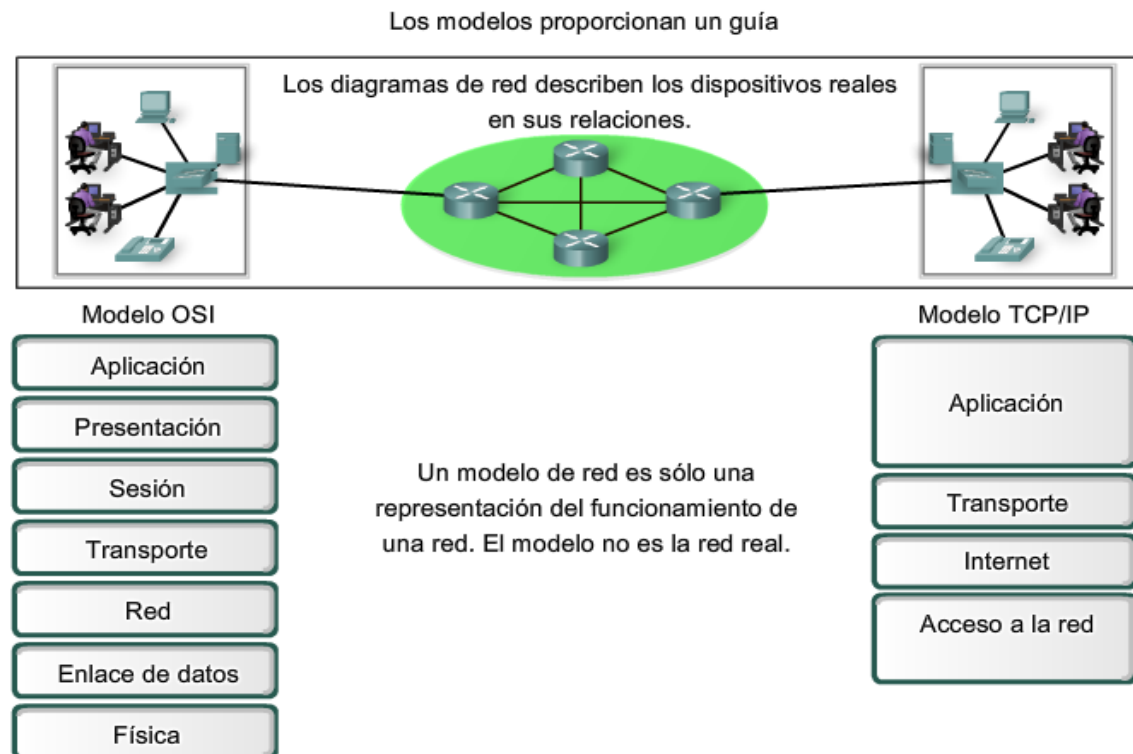 Los modelos proporcionan un guía
Los diagramas de red describen los dispositivos reales
en sus relaciones.
Modelo OSI
Aplicación
Presentación
Sesión
Transporte
Red
Enlace de datos
Física
Un modelo de red es sólo una
representación del funcionamiento de
una red. El modelo no es la red real.
Modelo TCP/IP
Aplicación
Transporte
Internet
Acceso a la red